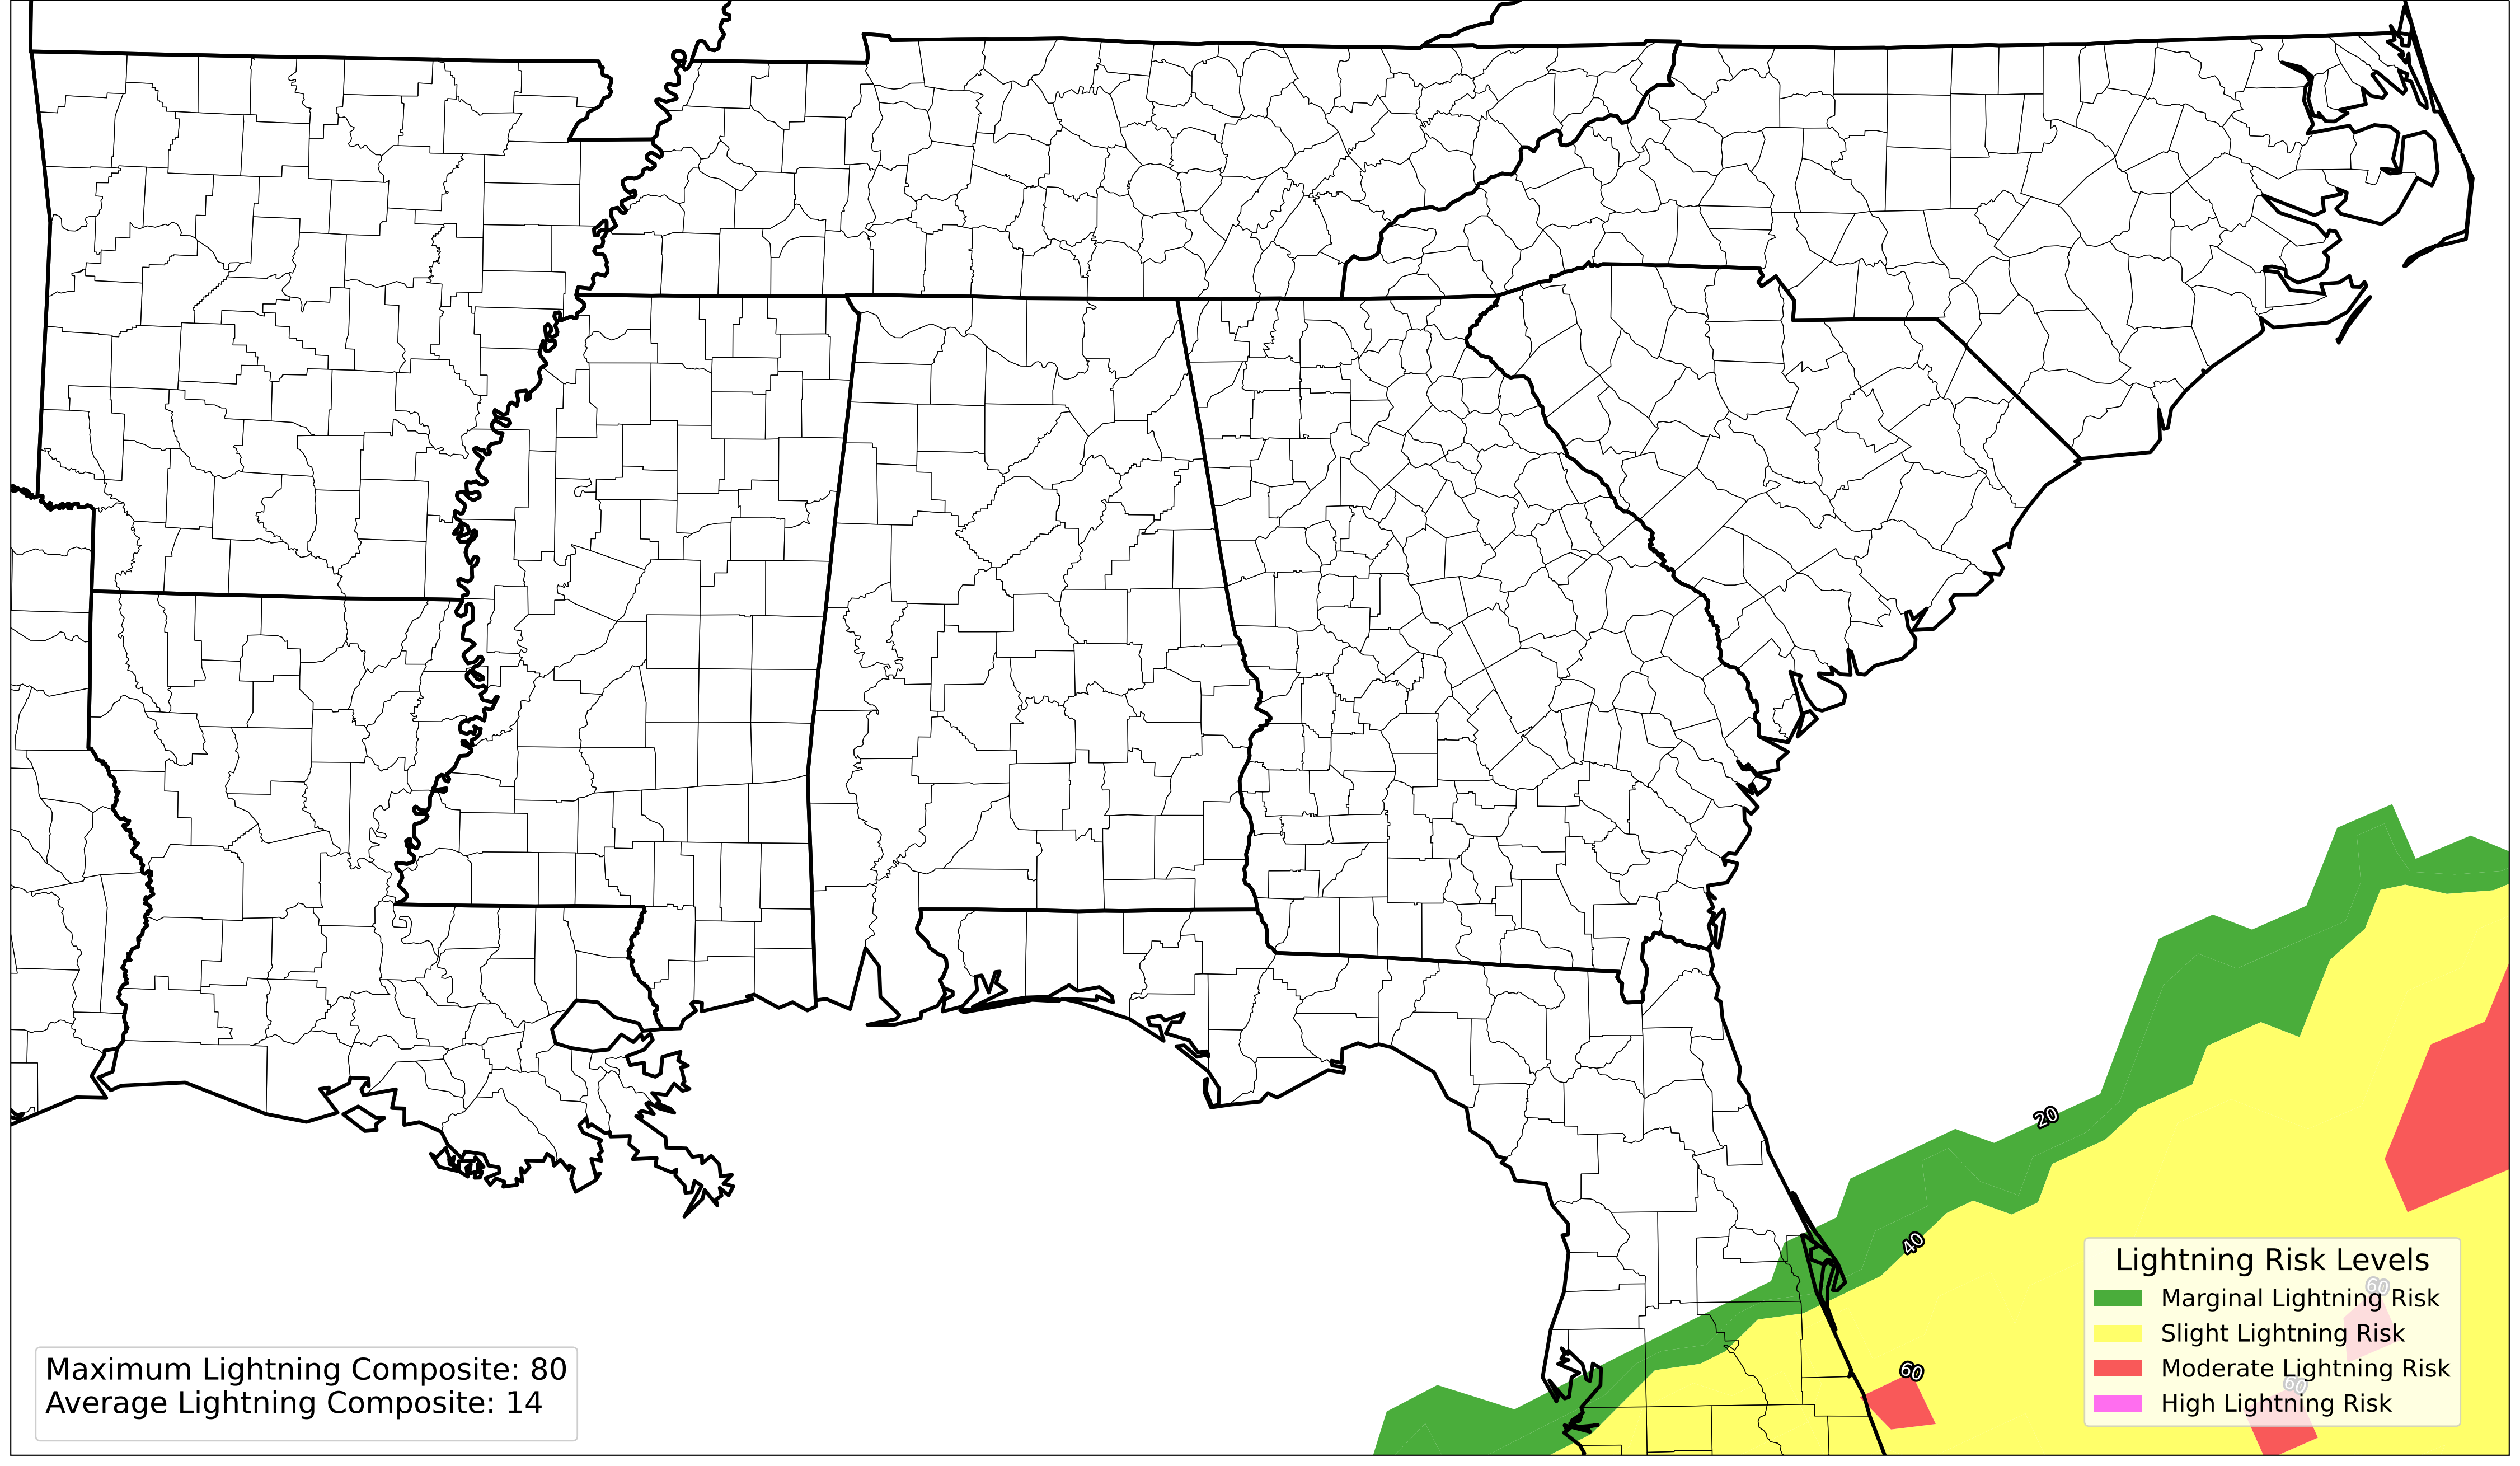 20
40
60
Lightning Risk Levels
60
Marginal Lightning Risk
Slight Lightning Risk
Moderate Lightning Risk
60
High Lightning Risk
Maximum Lightning Composite: 80
Average Lightning Composite: 14